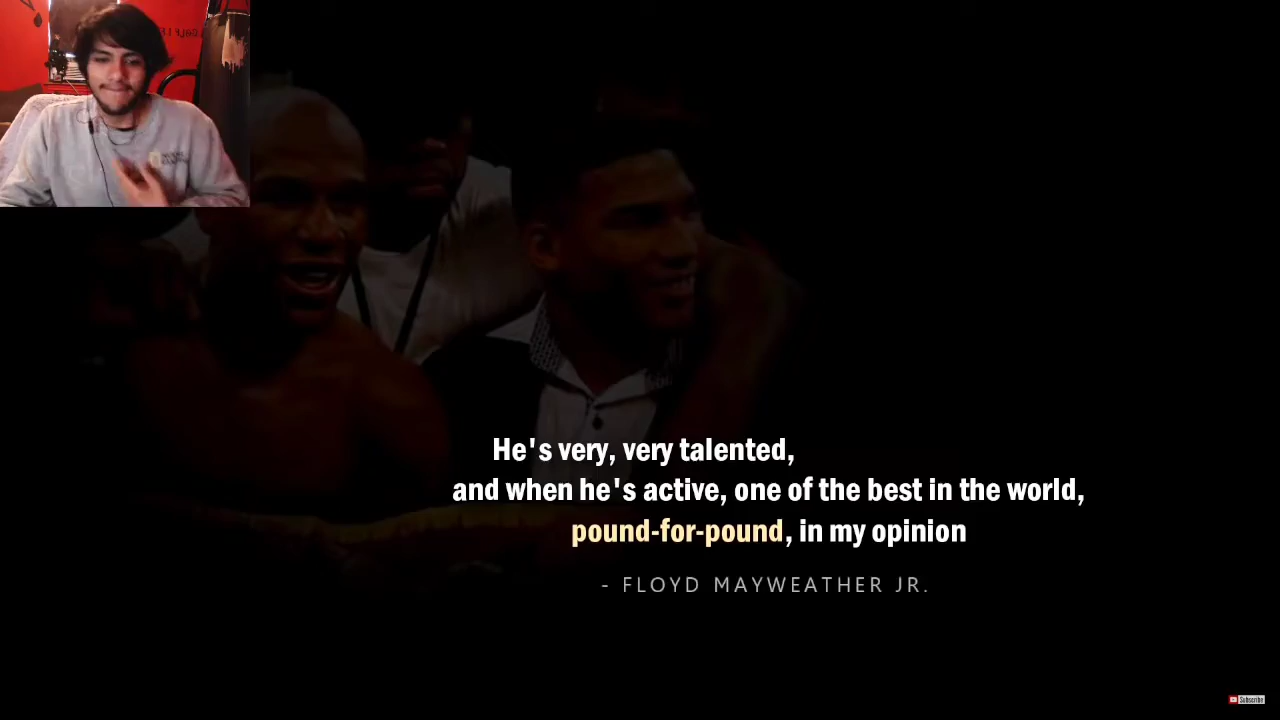 He's very, very talented,
and when he's active, one of the best in the world,
pound-for-pound, in my opinion
- FLOYD MAYWEATHER JR.
Subscribe